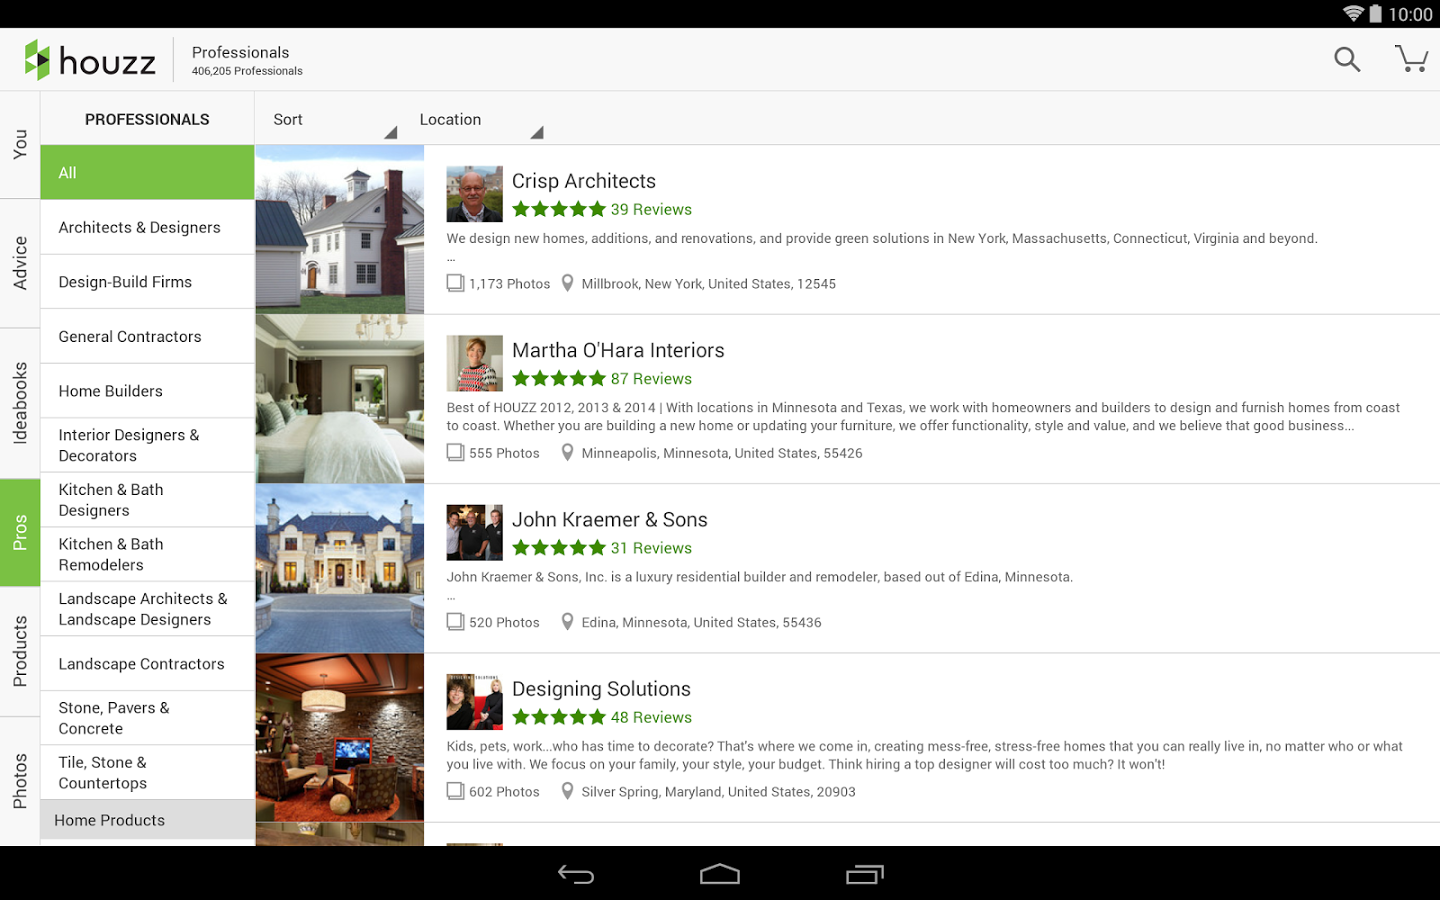 10:00
houzz
Professionals
406,205 Professionals
You
Advice
Ideabooks
Pros
Products
Photos
PROFESSIONALS
All
Architects & Designers
Design-Build Firms
General Contractors
Home Builders
Interior Designers &
Decorators
Kitchen & Bath
Designers
Kitchen & Bath
Remodelers
Landscape Architects &
Landscape Designers
Landscape Contractors
Stone, Pavers &
Concrete
Tile, Stone &
Countertops
Home Products
Sort
Location
Crisp Architects
39 Reviews
We design new homes, additions, and renovations, and provide green solutions in New York, Massachusetts, Connecticut, Virginia and beyond.
...
1,173 Photos
Millbrook, New York, United States, 12545
Martha O'Hara Interiors
87 Reviews
Best of HOUZZ 2012, 2013 & 2014 | With locations in Minnesota and Texas, we work with homeowners and builders to design and furnish homes from coast
to coast. Whether you are building a new home or updating your furniture, we offer functionality, style and value, and we believe that good business...
555 Photos
Minneapolis, Minnesota, United States, 55426
John Kraemer & Sons
31 Reviews
John Kraemer & Sons, Inc. is a luxury residential builder and remodeler, based out of Edina, Minnesota.
...
520 Photos
Edina, Minnesota, United States, 55436
Designing Solutions
48 Reviews
Kids, pets, work...who has time to decorate? That's where we come in, creating mess-free, stress-free homes that you can really live in, no matter who or what
you live with. We focus on your family, your style, your budget. Think hiring a top designer will cost too much? It won't!
602 Photos
Silver Spring, Maryland, United States, 20903